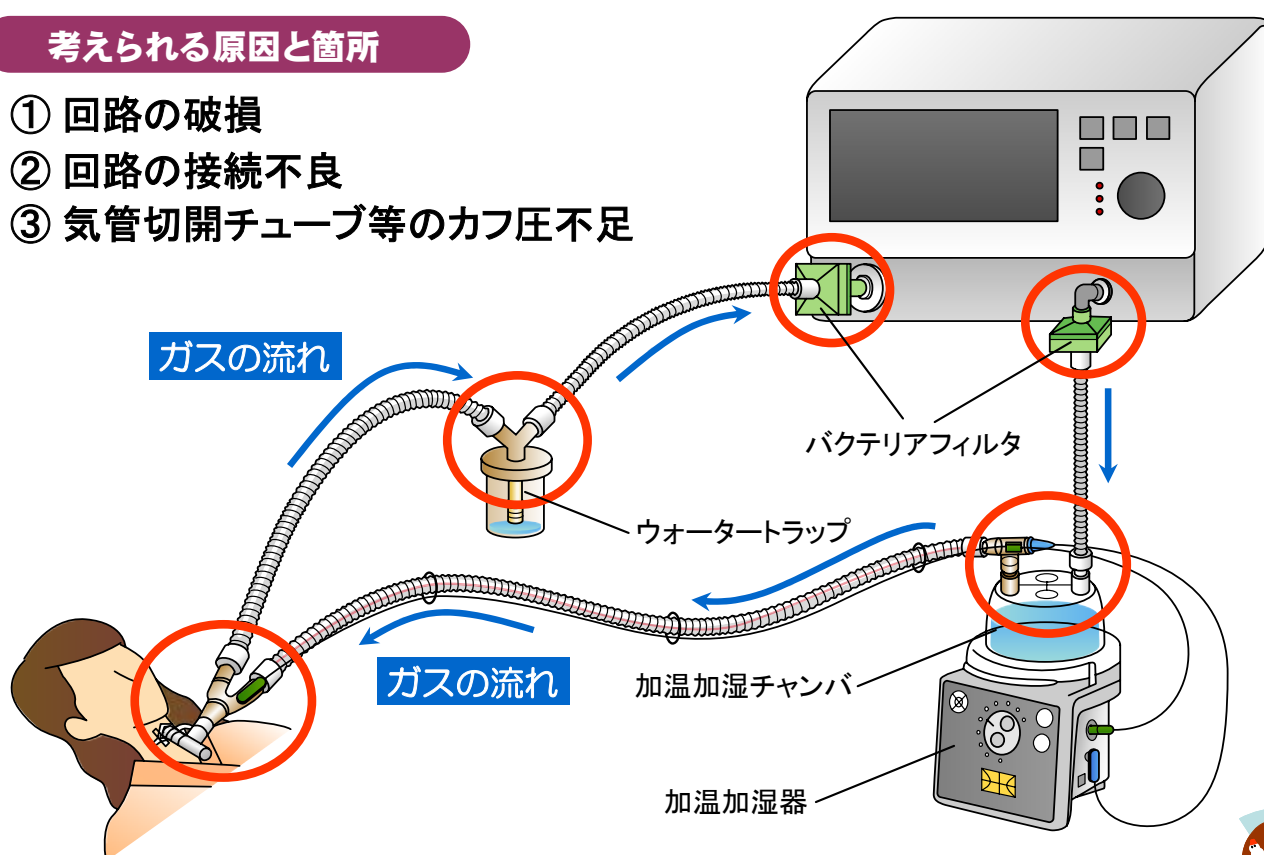 考えられる原因と箇所
① 回路の破損
② 回路の接続不良
③ 気管切開チューブ等のカフ圧不足
ガスの流れ
バクテリアフィルタ
ウォータートラップ
ガスの流れ
加温加湿チャンバ
加温加湿器